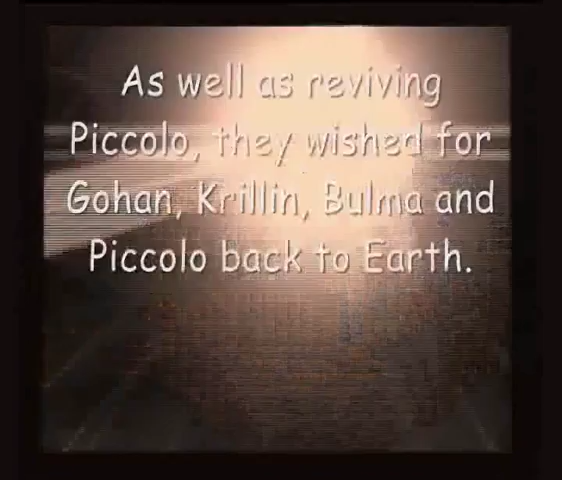 As well as reviving
Piccolo, they wished for
Gohan, Krillin, Bulma and
Piccolo back to Earth.